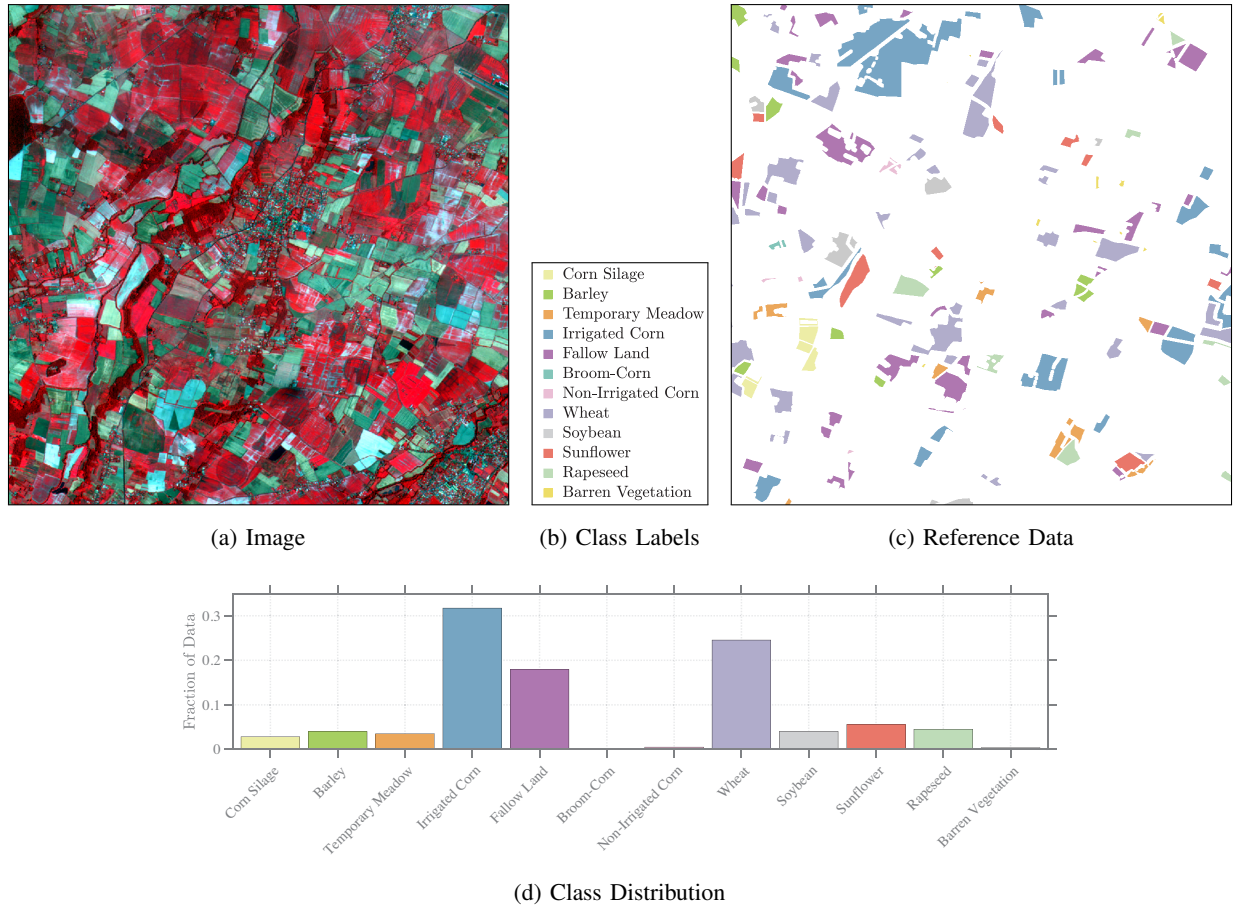 Corn Silage
Barley
Temporary Meadow
Irrigated Corn
Fallow Land
Broom-Corn
Non-Irrigated Corn
Wheat
Soybean
Sunflower
Rapeseed
Barren Vegetation
(a) Image
(b) Class Labels
(c) Reference Data
Fraction of Data
0.3
0.2
0.1
0
Corn Silage
Barley
Temporary Meadow
Irrigated Corn
Fallow Land
Broom-Corn
Non-Irrigated Corn
Wheat
Soybean
Sunflower
Rapeseed
Barren Vegetation
(d) Class Distribution